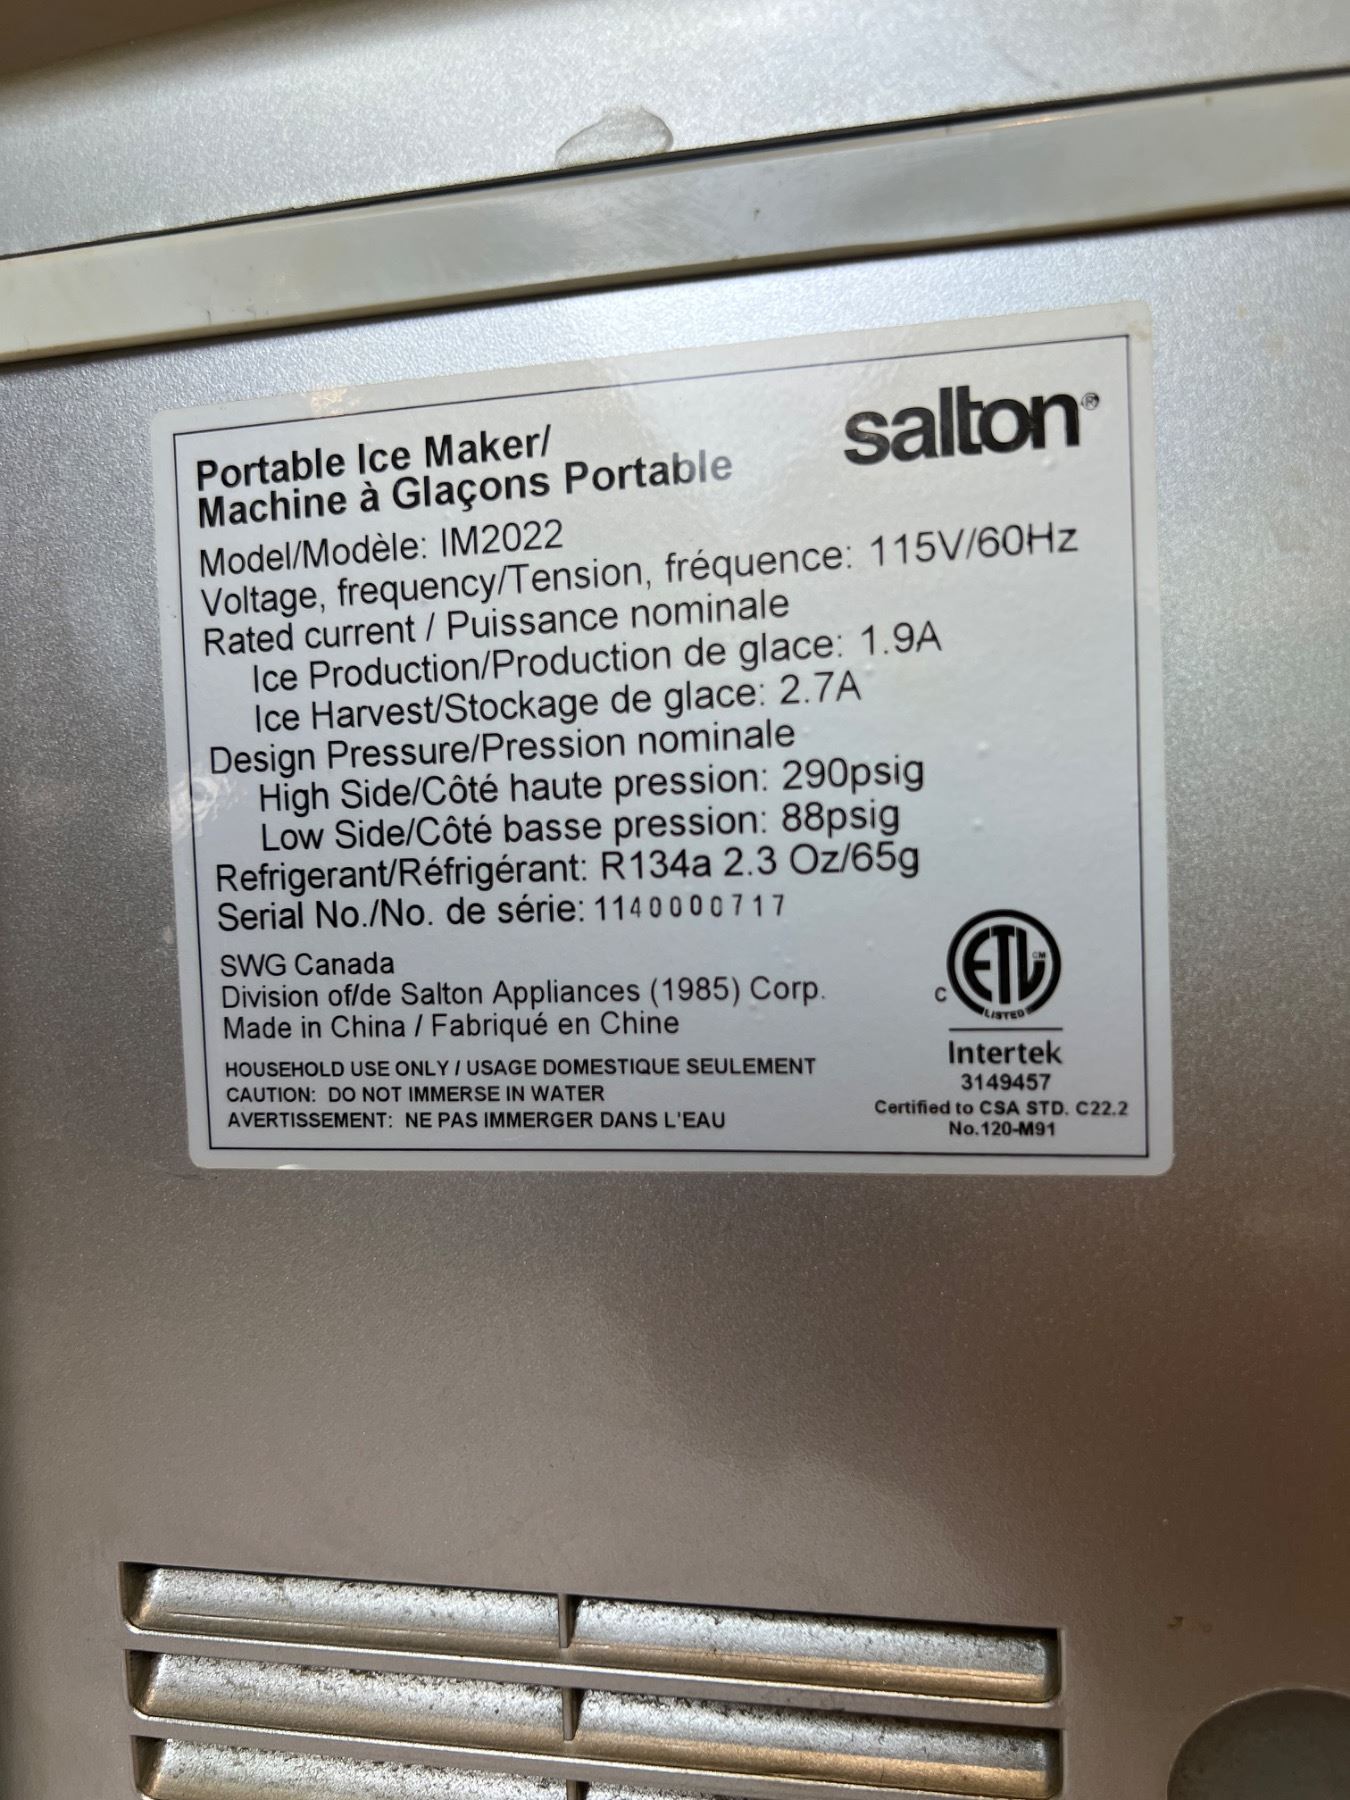 salton®
Portable Ice Maker/
Machine à Glaçons Portable
Model/Modèle: IM2022
Voltage, frequency/Tension, fréquence: 115V/60Hz
Rated current / Puissance nominale
Ice Production/Production de glace: 1.9A
Ice Harvest/Stockage de glace: 2.7A
Design Pressure/Pression nominale
High Side/Côté haute pression: 290psig
Low Side/Côté basse pression: 88psig
Refrigerant/Réfrigérant: R134a 2.3 Oz/65g
Serial No./No. de série: 1140000717
SWG Canada
Division of/de Salton Appliances (1985) Corp.
Made in China / Fabriqué en Chine
HOUSEHOLD USE ONLY / USAGE DOMESTIQUE SEULEMENT
CAUTION: DO NOT IMMERSE IN WATER
AVERTISSEMENT: NE PAS IMMERGER DANS L'EAU
C ETL CM
LISTED
Intertek
3149457
Certified to CSA STD. C22.2
No.120-M91